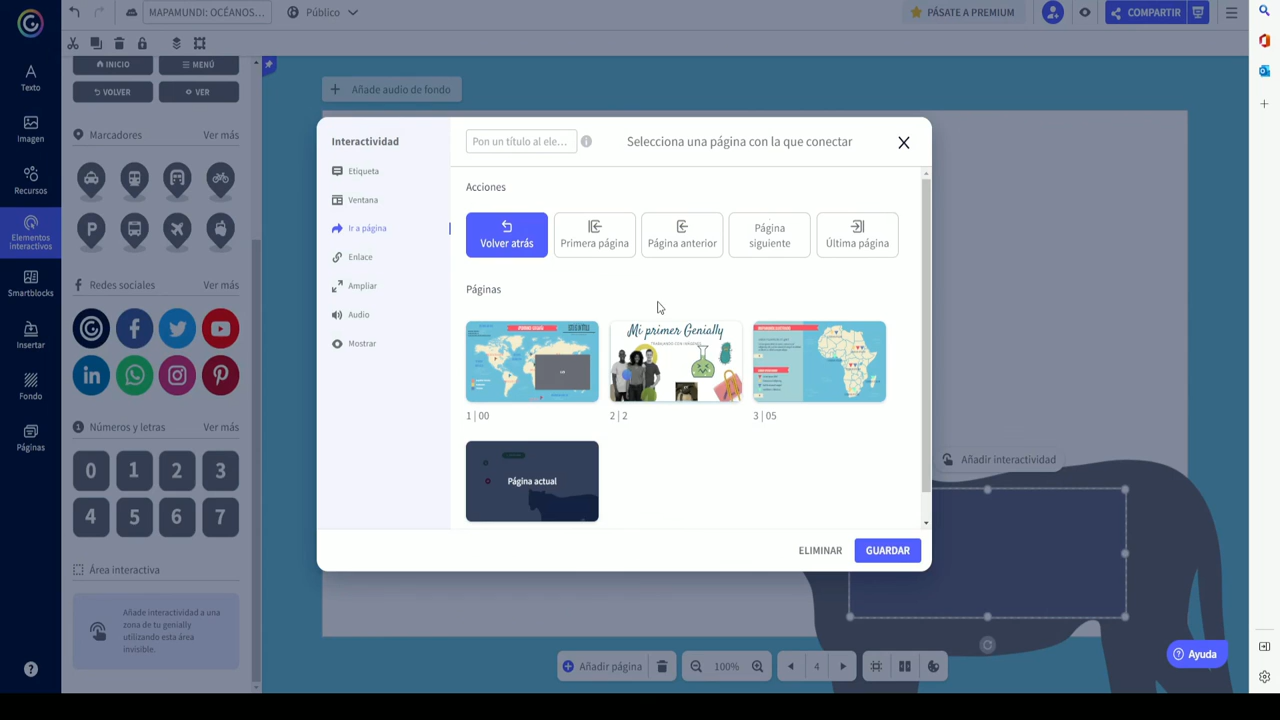 MAPAMUNDI: OCÉANOS...
Público
PÁSATE A PREMIUM
COMPARTIR
Texto
Imagen
Recursos
Elementos
Interactivos
Smartblocks
Insertar
Fondo
Páginas
INICIO
MENÚ
VOLVER
VER
Marcadores
Ver más
P
Redes sociales
Ver más
Números y letras
Ver más
0 1 2 3
4 5 6 7
Área interactiva
Añade interactividad a una
zona de tu genially
utilizando esta área
invisible.
Añade audio de fondo
Interactividad
Etiqueta
Ventana
Ir a página
Enlace
Ampliar
Audio
Mostrar
Pon un título al ele...
Selecciona una página con la que conectar
Acciones
Volver atrás
Primera página
Página anterior
Página
siguiente
Última página
Páginas
Mi primer Genially
1 | 00
2 | 2
3 | 05
Página actual
ELIMINAR
GUARDAR
Añadir interactividad
Añadir página
100%
4
Ayuda